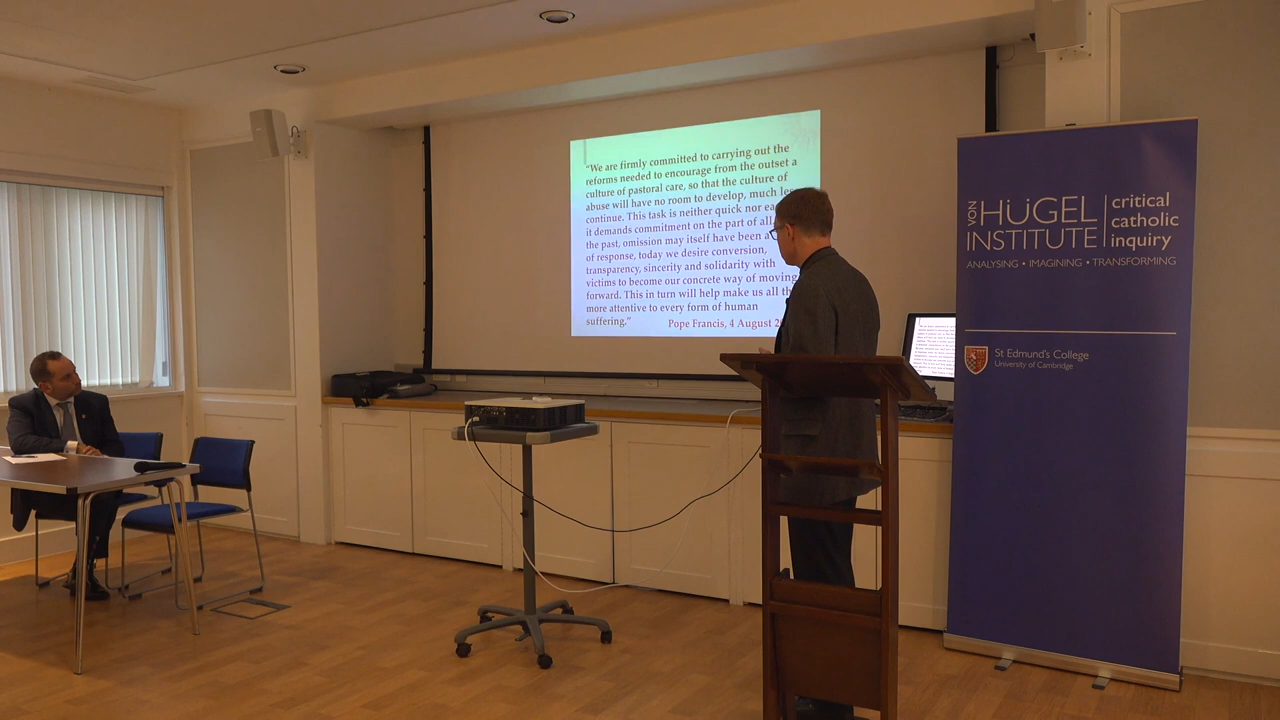 "We are firmly committed to carrying out the
reforms needed to encourage from the outset a
culture of pastoral care, so that the culture of
abuse will have no room to develop, much less
continue. This task is neither quick nor
it demands commitment on the part of all
the past, omission may itself have been a
of response, today we desire conversion,
transparency, sincerity and solidarity with
victims to become our concrete way of moving
forward. This in turn will help make us all
more attentive to every form of human
suffering."
Pope Francis, 4 August
VON HÜGEL
INSTITUTE
critical
catholic
inquiry
ANALYSING • IMAGINING • TRANSFORMING
St Edmund's College
University of Cambridge